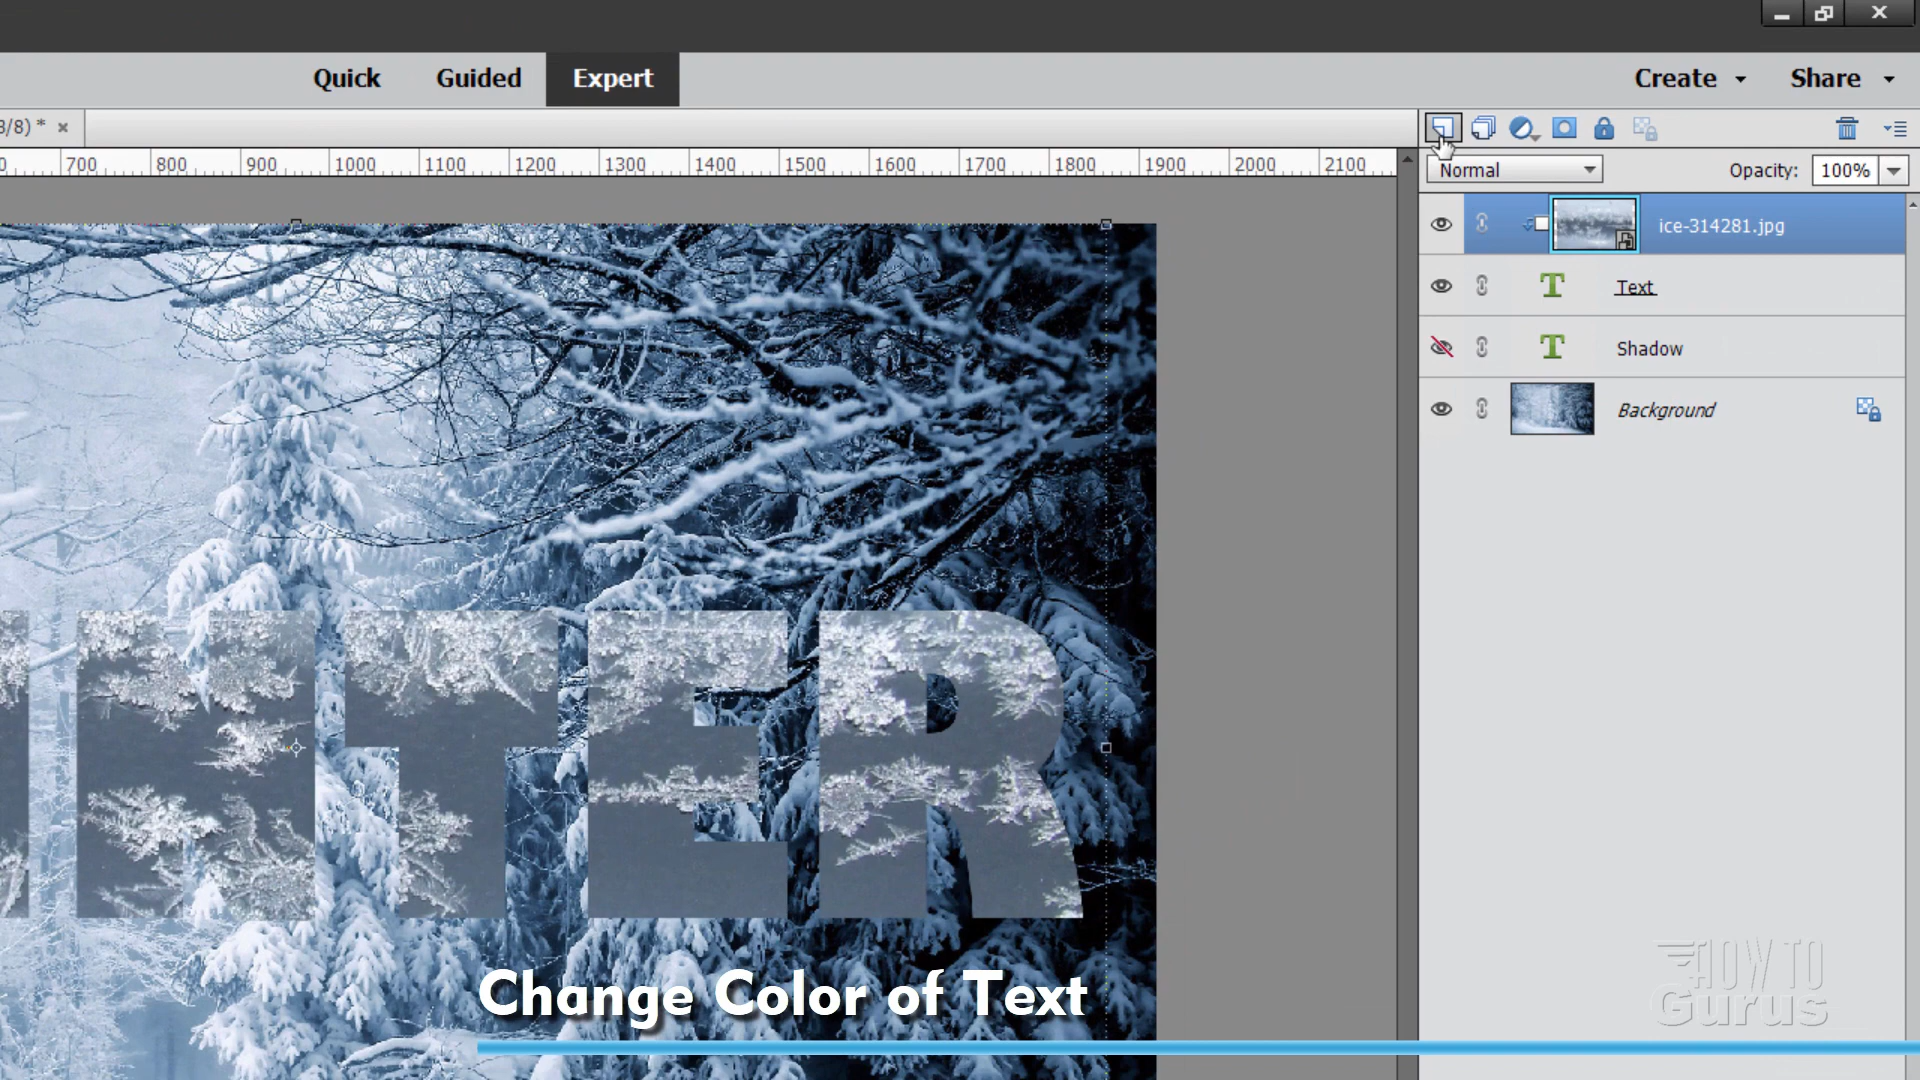 Quick Guided Expert Create Share
8/8) * ×
700 800 900 1000 1100 1200 1300 1400 1500 1600 1700 1800 1900 2000 2100
Normal Opacity: 100%
ice-314281.jpg
T Text
T Shadow
Background
TER
Change Color of Text
HOW TO
Gurus